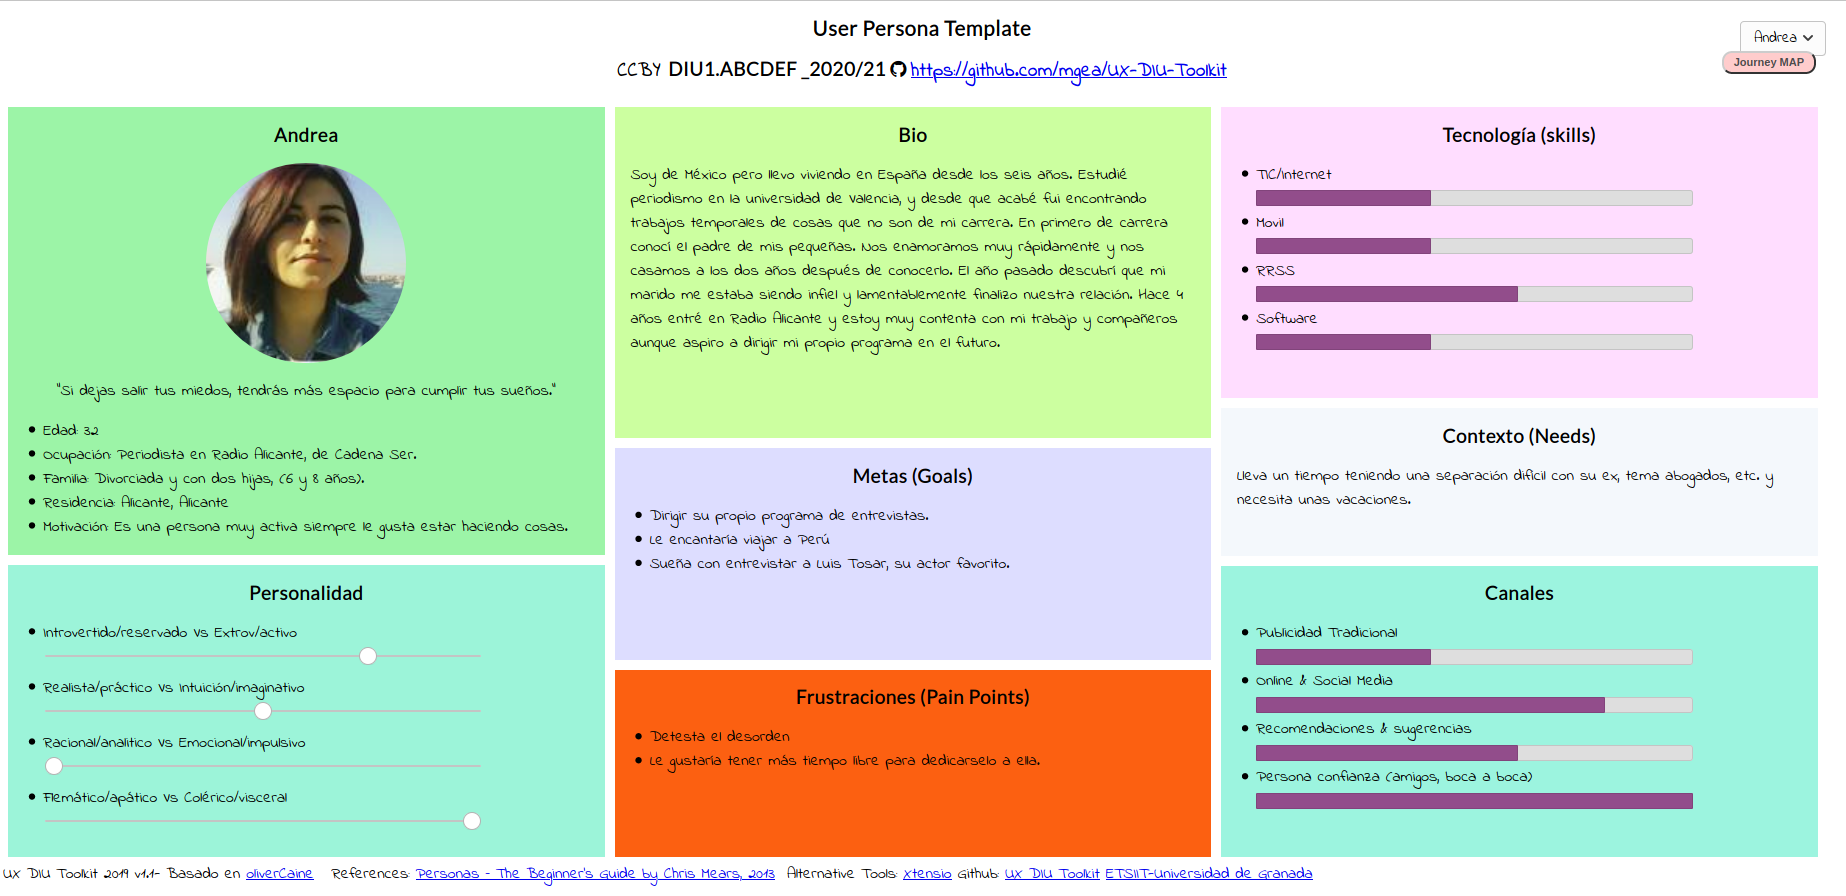 User Persona Template
CCBY DIU1.ABCDEF _2020/21 https://github.com/mgea/UX-DIU-Toolkit
Andrea
Journey MAP
Andrea
"Si dejas salir tus miedos, tendrás más espacio para cumplir tus sueños."
Edad: 32
Ocupación: Periodista en Radio Alicante, de Cadena Ser.
Familia: Divorciada y con dos hijas, (6 y 8 años).
Residencia: Alicante, Alicante
Motivación: Es una persona muy activa siempre le gusta estar haciendo cosas.
Personalidad
Introvertido/reservado Vs Extrov/activo
Realista/práctico Vs Intuición/imaginativo
Racional/analitico Vs Emocional/impulsivo
Flemático/apático Vs Colérico/visceral
Bio
Soy de México pero llevo viviendo en España desde los seis años. Estudié
periodismo en la universidad de Valencia, y desde que acabé fui encontrando
trabajos temporales de cosas que no son de mi carrera. En primero de carrera
conocí el padre de mis pequeñas. Nos enamoramos muy rápidamente y nos
casamos a los dos años después de conocerlo. El año pasado descubrí que mi
marido me estaba siendo infiel y lamentablemente finalizo nuestra relación. Hace 4
años entré en Radio Alicante y estoy muy contenta con mi trabajo y compañeros
aunque aspiro a dirigir mi propio programa en el futuro.
Metas (Goals)
Dirigir su propio programa de entrevistas.
Le encantaría viajar a Perú
Sueña con entrevistar a Luis Tosar, su actor favorito.
Frustraciones (Pain Points)
Detesta el desorden
Le gustaría tener más tiempo libre para dedicarselo a ella.
Tecnología (skills)
TIC/Internet
Movil
RRSS
Software
Contexto (Needs)
Lleva un tiempo teniendo una separación difícil con su ex, tema abogados, etc. y
necesita unas vacaciones.
Canales
Publicidad Tradicional
Online & Social Media
Recomendaciones & sugerencias
Persona confianza (amigos, boca a boca)
UX DIU Toolkit 2019 v1.1- Basado en oliverCaine References: Personas - The Beginner's Guide by Chris Mears, 2013 Alternative Tools: Xtensio Github: UX DIU Toolkit ETSIIT-Universidad de Granada